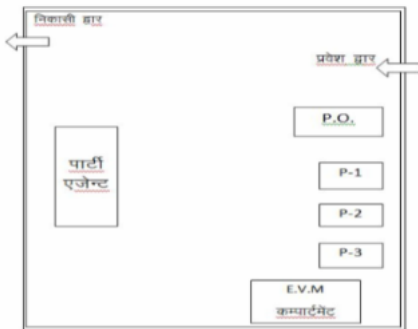 निकासी द्वार
प्रवेश द्वार
P.O.
पार्टी
एजेन्ट
P-1
P-2
P-3
E.V.M
कम्पार्टमेंट